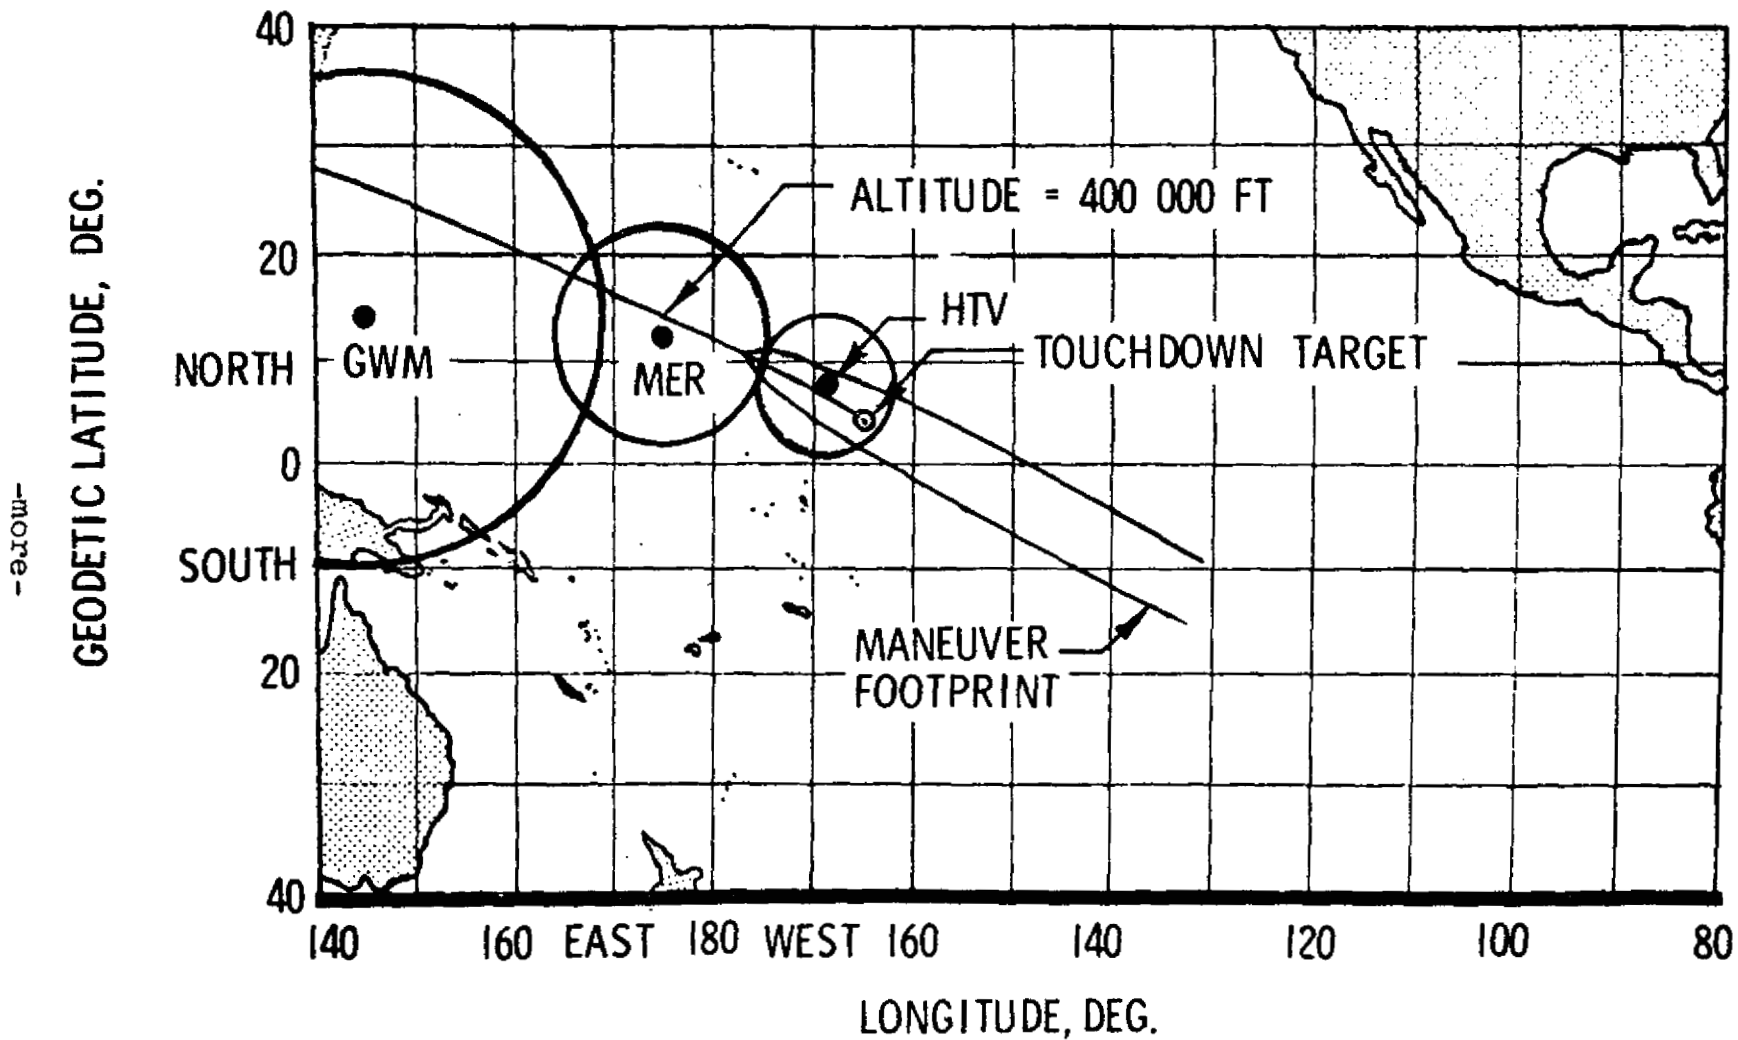 40
20
NORTH
0
SOUTH
20
40
GEODETIC LATITUDE, DEG.
-more-
ALTITUDE = 400 000 FT
HTV
TOUCHDOWN TARGET
GWM
MER
MANEUVER
FOOTPRINT
140 160 EAST 180 WEST 160 140 120 100 80
LONGITUDE, DEG.